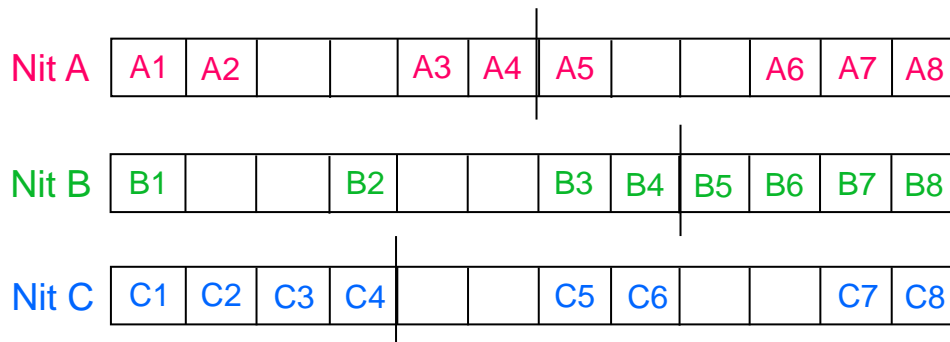 Nit A A1 A2 A3 A4 A5 A6 A7 A8
Nit B B1 B2 B3 B4 B5 B6 B7 B8
Nit C C1 C2 C3 C4 C5 C6 C7 C8